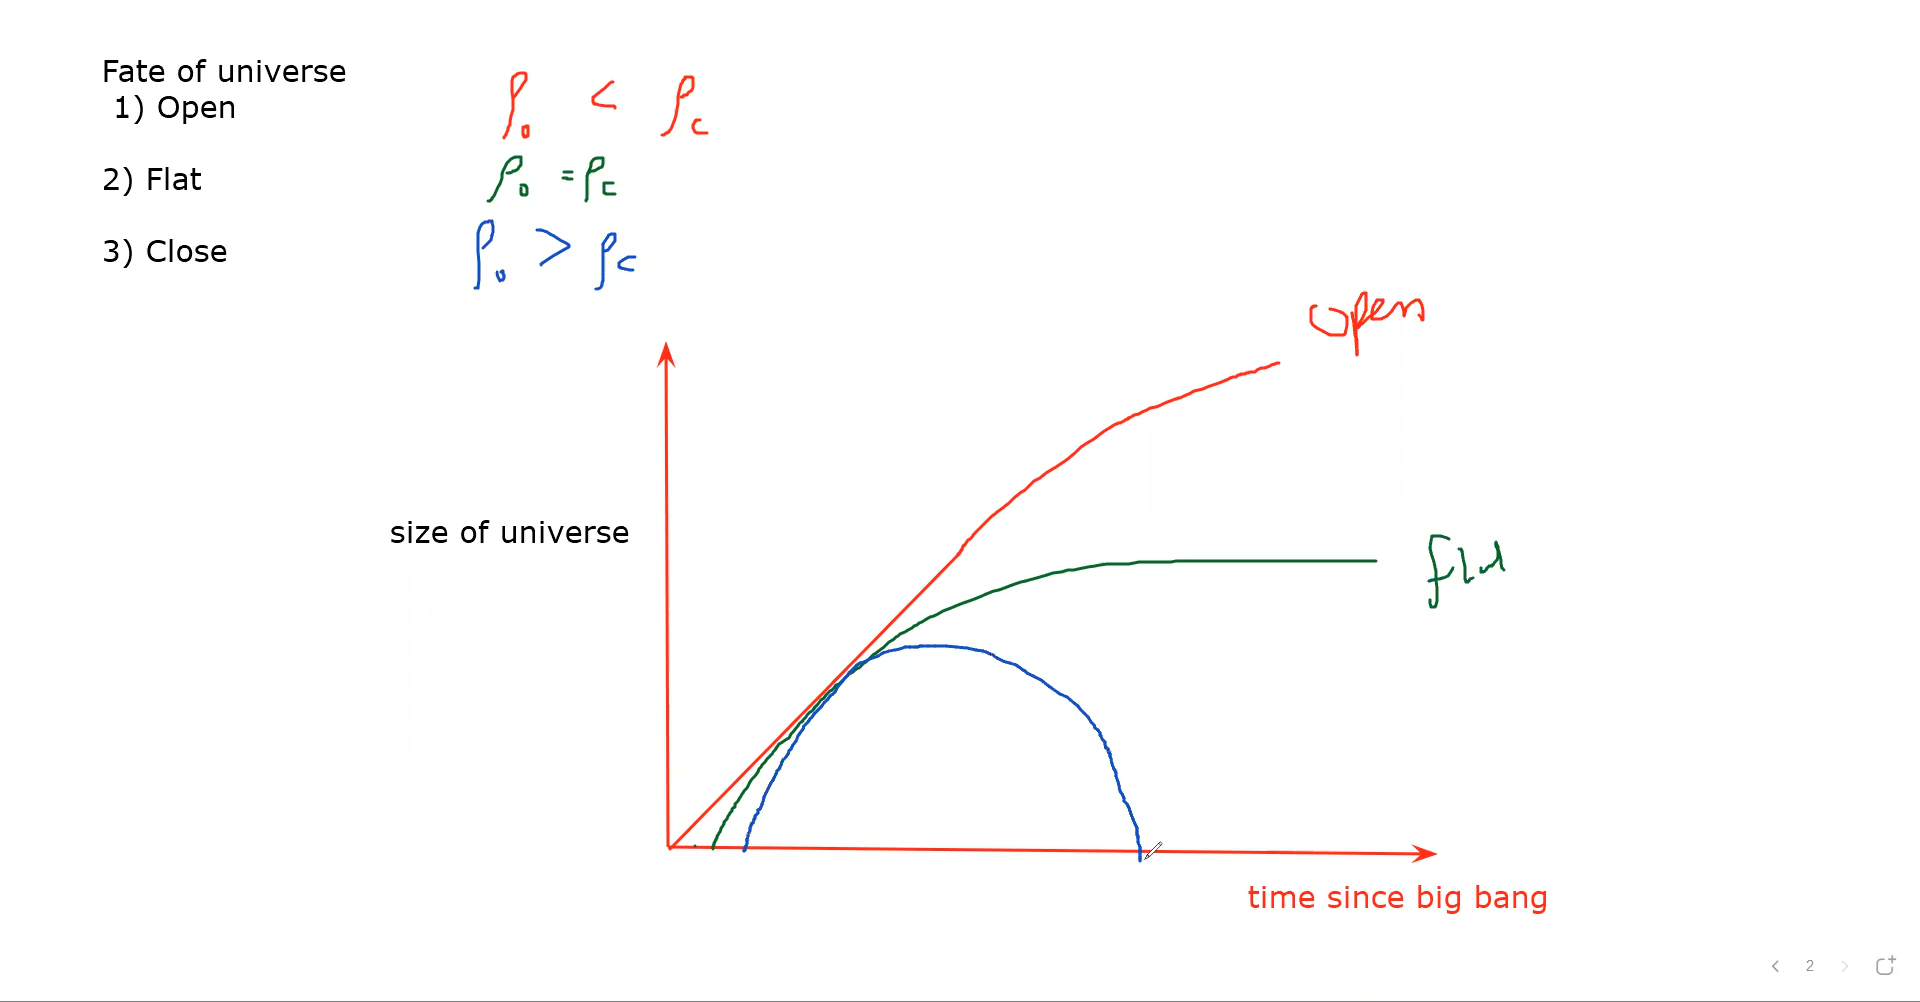 Fate of universe
1) Open
ρ₀ < ρc
2) Flat
ρ₀ = ρc
3) Close
ρ₀ > ρc
open
size of universe
flat
time since big bang
2